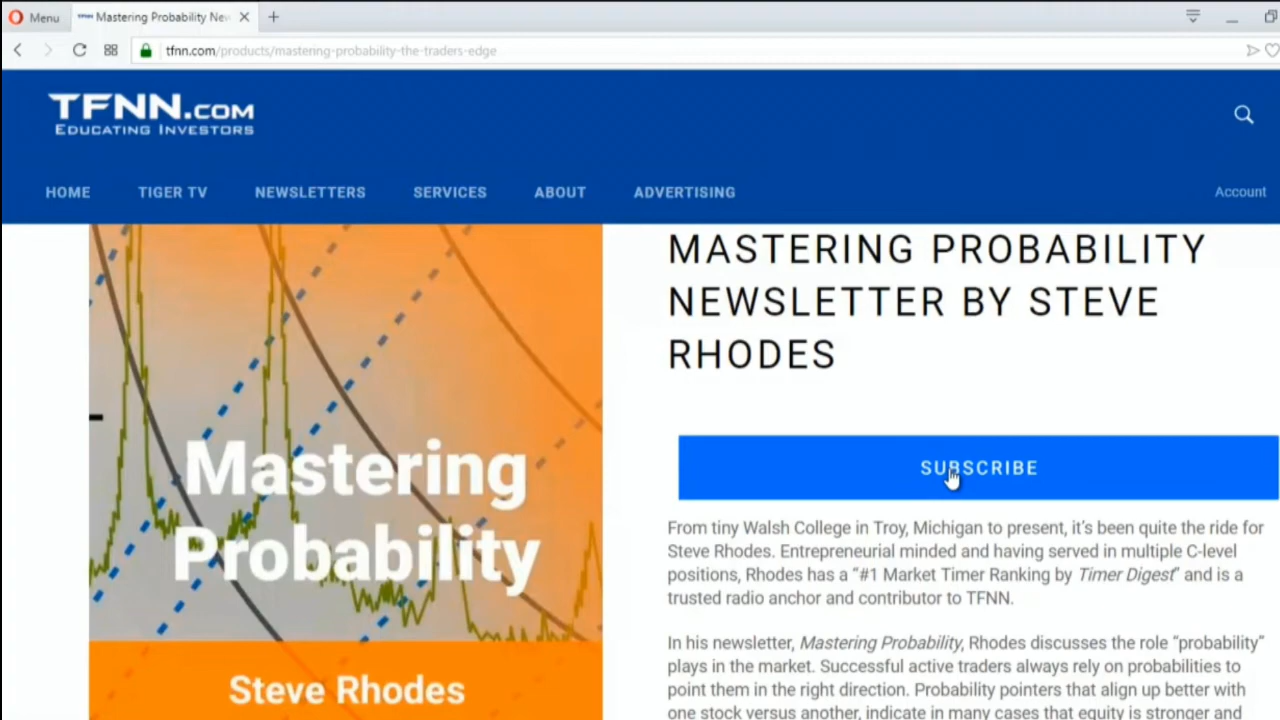 Menu
Mastering Probability Ne
tfnn.com/products/mastering-probability-the-traders-edge
TFNN.COM
EDUCATING INVESTORS
HOME TIGER TV NEWSLETTERS SERVICES ABOUT ADVERTISING
Account
MASTERING PROBABILITY
NEWSLETTER BY STEVE
RHODES
SUBSCRIBE
Mastering
Probability
Steve Rhodes
From tiny Walsh College in Troy, Michigan to present, it's been quite the ride for
Steve Rhodes. Entrepreneurial minded and having served in multiple C-level
positions, Rhodes has a “#1 Market Timer Ranking by Timer Digest” and is a
trusted radio anchor and contributor to TFNN.
In his newsletter, Mastering Probability, Rhodes discusses the role “probability”
plays in the market. Successful active traders always rely on probabilities to
point them in the right direction. Probability pointers that align up better with
one stock versus another, indicate in many cases that equity is stronger and